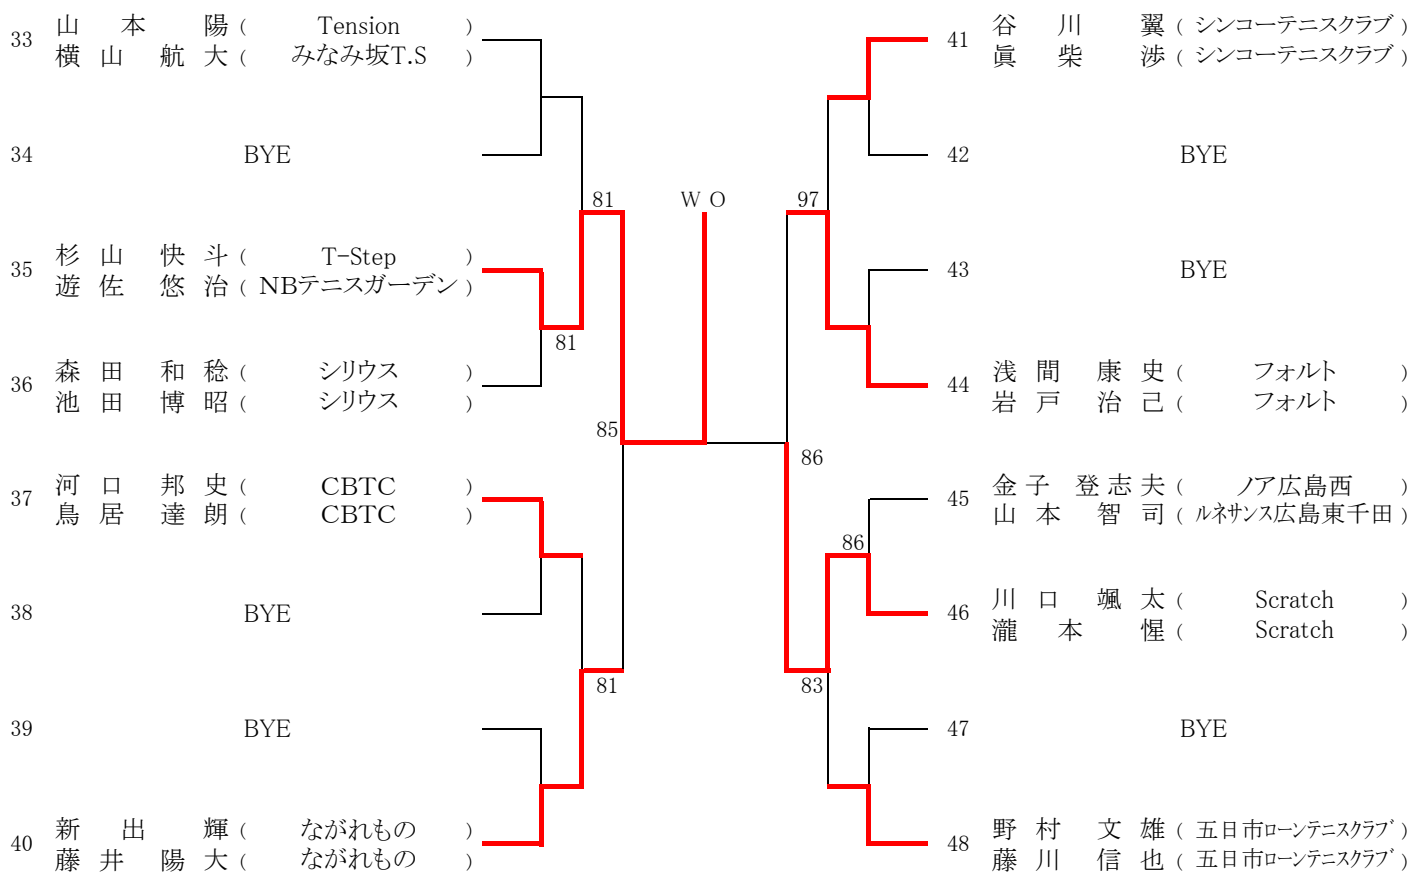 33 山本陽 ( Tension )
横山航大 ( みなみ坂T.S )
34 BYE
81
35 杉山快斗 ( T-Step )
遊佐悠治 ( NBテニスガーデン )
81
36 森田和稔 ( シリウス )
池田博昭 ( シリウス )
85
37 河口邦史 ( CBTC )
鳥居達朗 ( CBTC )
38 BYE
81
39 BYE
40 新出輝 ( ながれもの )
藤井陽大 ( ながれもの )
W O
41 谷川翼 ( シンコーテニスクラブ )
眞柴渉 ( シンコーテニスクラブ )
42 BYE
97
43 BYE
44 浅間康史 ( フォルト )
岩戸治己 ( フォルト )
86
45 金子登志夫 ( ノア広島西 )
山本智司 ( ルネサンス広島東千田 )
86
46 川口颯太 ( Scratch )
瀧本惺 ( Scratch )
83
47 BYE
48 野村文雄 ( 五日市ローンテニスクラブ )
藤川信也 ( 五日市ローンテニスクラブ )